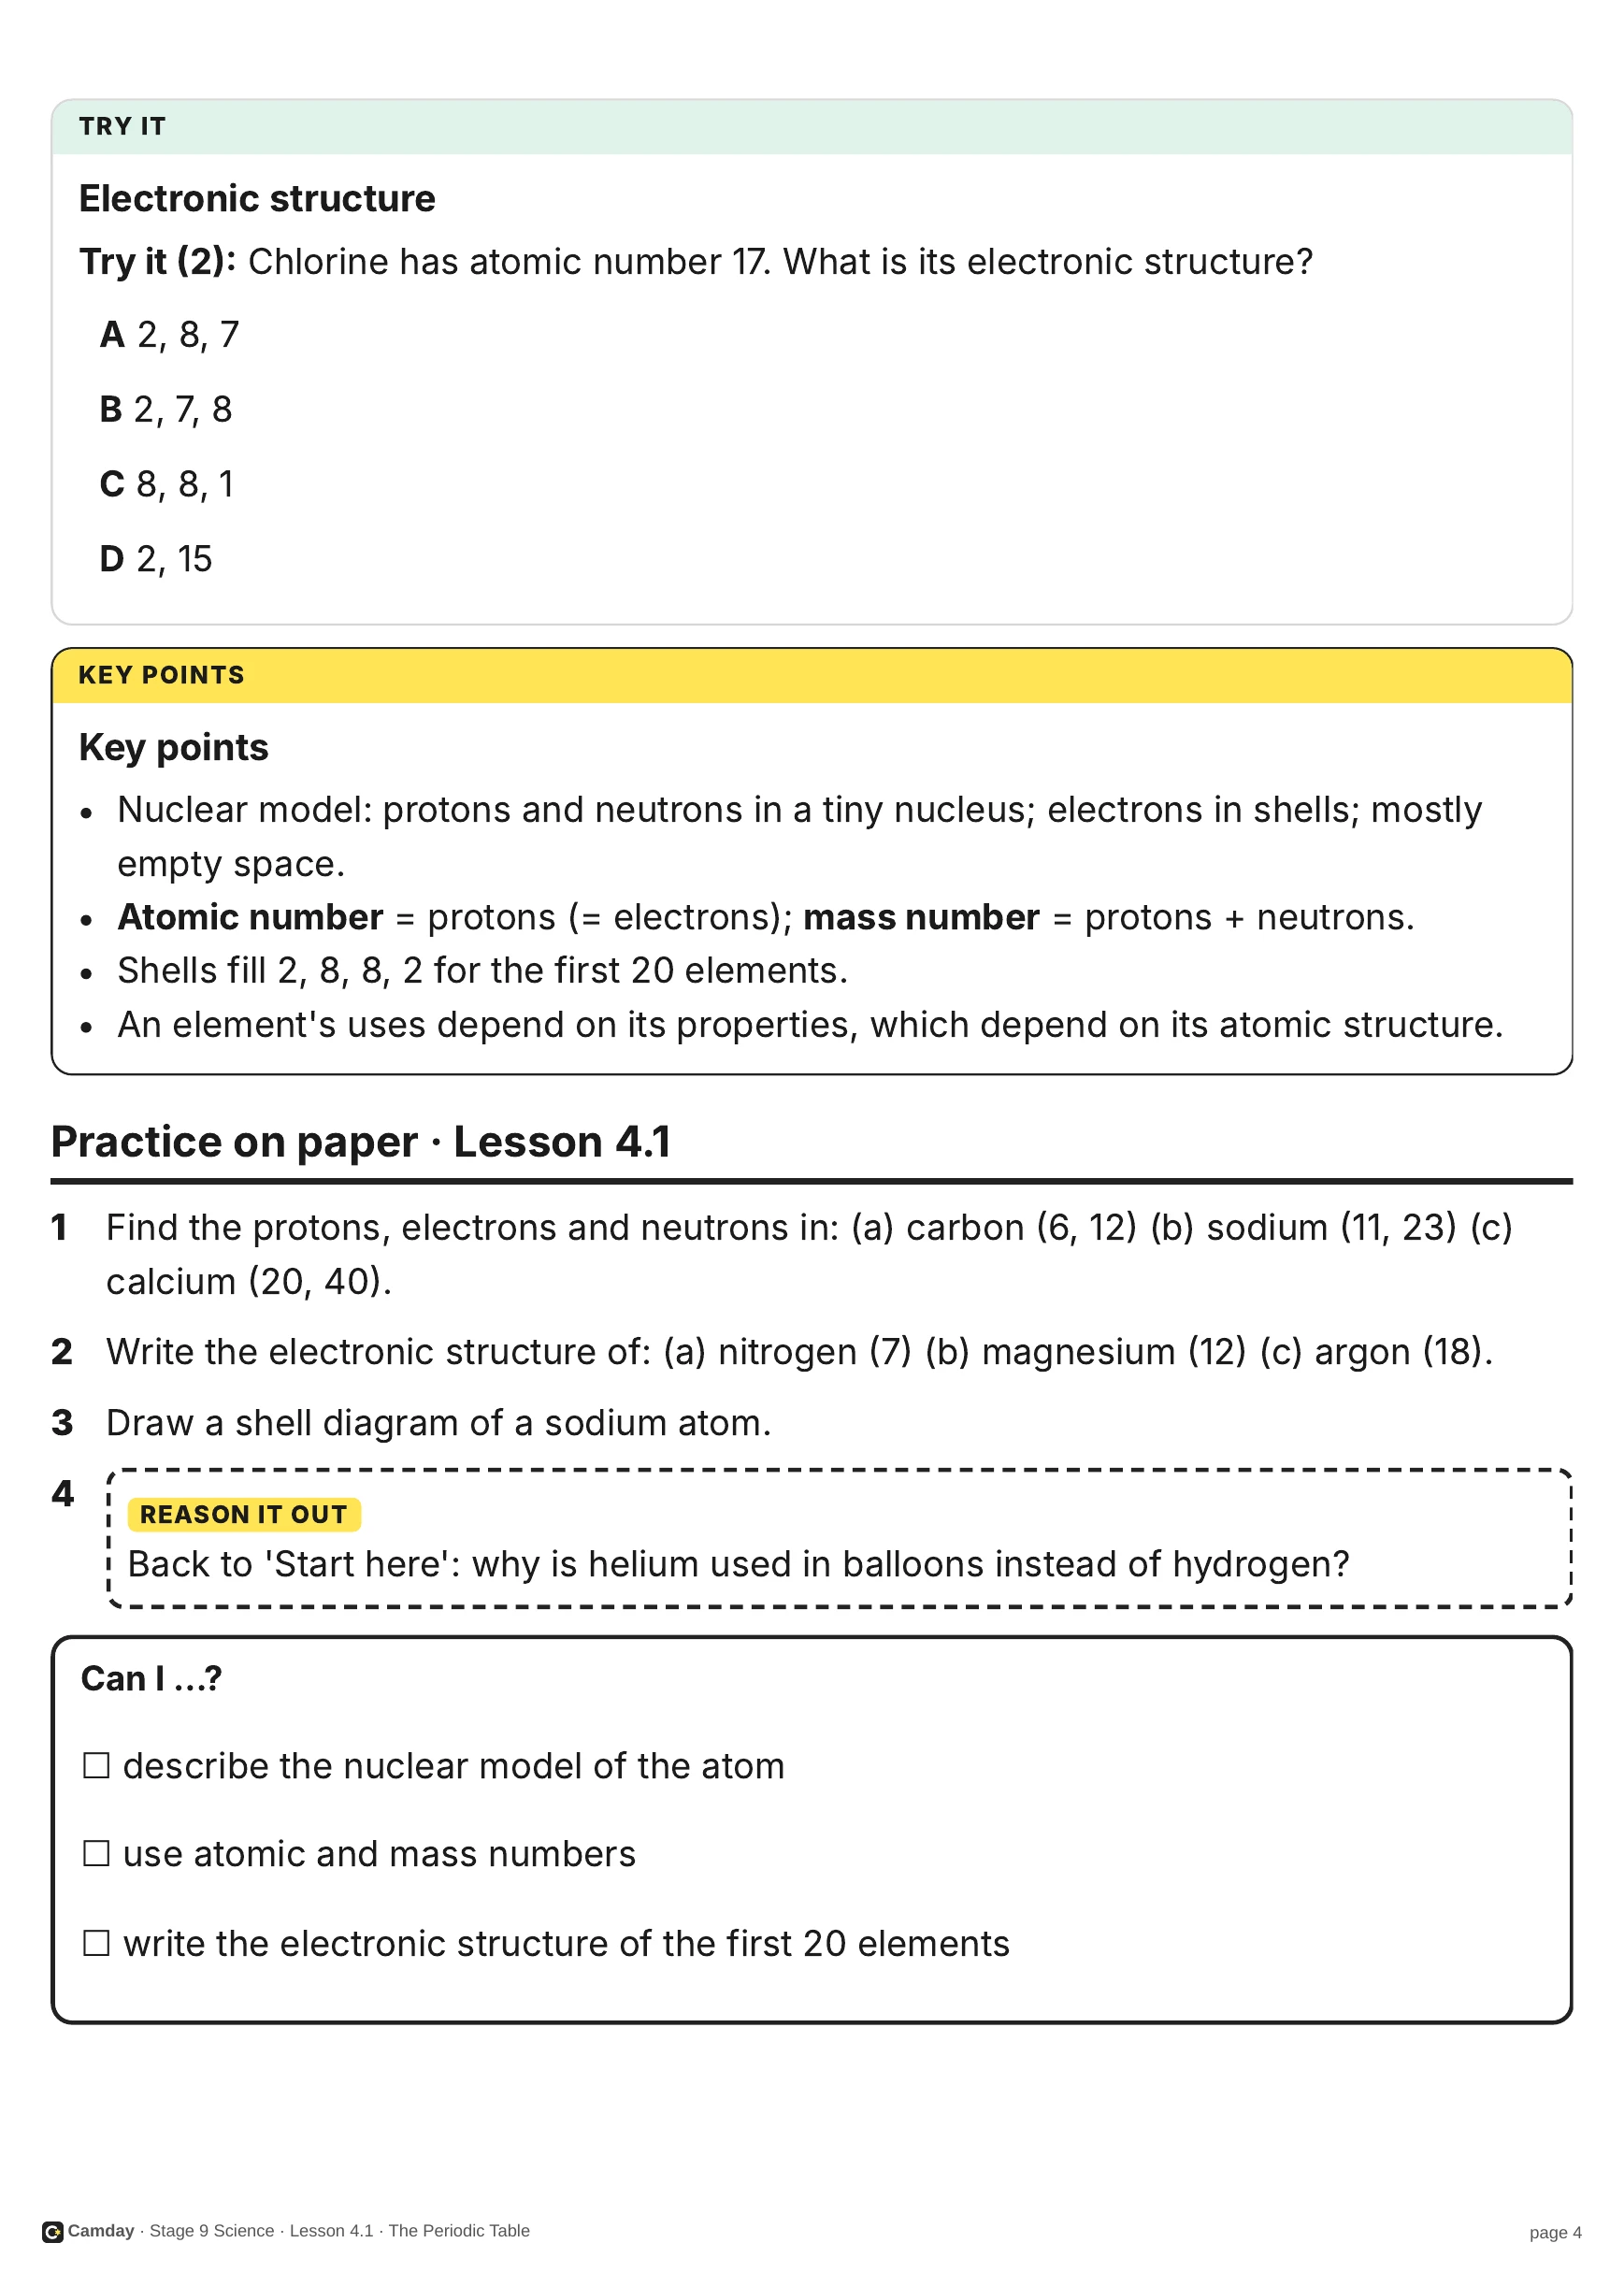 TRY IT
Electronic structure
Try it (2): Chlorine has atomic number 17. What is its electronic structure?
A 2, 8, 7
B 2, 7, 8
C 8, 8, 1
D 2, 15
KEY POINTS
Key points
• Nuclear model: protons and neutrons in a tiny nucleus; electrons in shells; mostly
empty space.
• Atomic number = protons (= electrons); mass number = protons + neutrons.
• Shells fill 2, 8, 8, 2 for the first 20 elements.
• An element's uses depend on its properties, which depend on its atomic structure.
Practice on paper · Lesson 4.1
1 Find the protons, electrons and neutrons in: (a) carbon (6, 12) (b) sodium (11, 23) (c)
calcium (20, 40).
2 Write the electronic structure of: (a) nitrogen (7) (b) magnesium (12) (c) argon (18).
3 Draw a shell diagram of a sodium atom.
4
REASON IT OUT
Back to 'Start here': why is helium used in balloons instead of hydrogen?
Can I …?
☐ describe the nuclear model of the atom
☐ use atomic and mass numbers
☐ write the electronic structure of the first 20 elements
Camday · Stage 9 Science · Lesson 4.1 · The Periodic Table
page 4